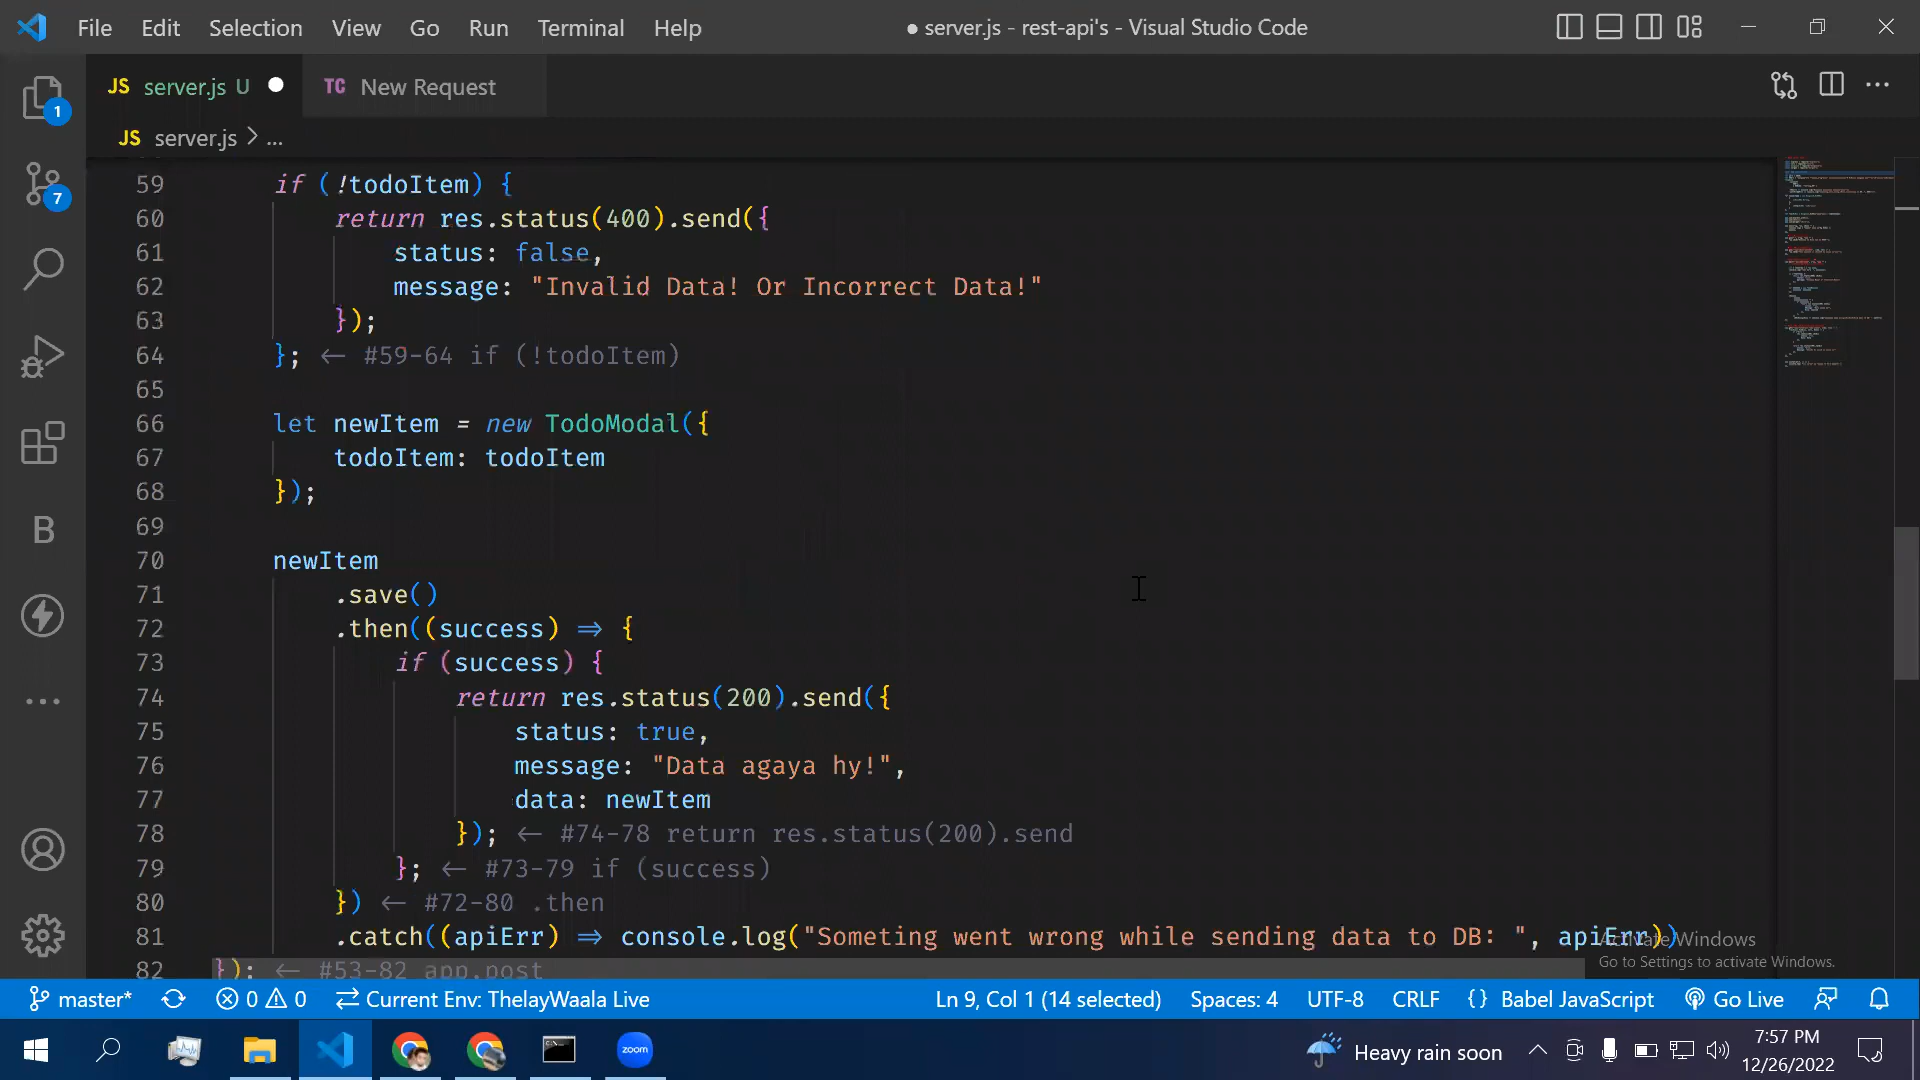 File Edit Selection View Go Run Terminal Help
● server.js - rest-api's - Visual Studio Code
JS server.js U ●
TC New Request
JS server.js > ...
1
7
B
59 if (!todoItem) {
60 return res.status(400).send({
61 status: false,
62 message: "Invalid Data! Or Incorrect Data!"
63 });
64 }; ← #59-64 if (!todoItem)
65
66 let newItem = new TodoModal({
67 todoItem: todoItem
68 });
69
70 newItem
71 .save()
72 .then((success) => {
73 if (success) {
74 return res.status(200).send({
75 status: true,
76 message: "Data agaya hy!",
77 data: newItem
78 }); ← #74-78 return res.status(200).send
79 }; ← #73-79 if (success)
80 }) ← #72-80 .then
81 .catch((apiErr) => console.log("Someting went wrong while sending data to DB: ", apiErr))
82 }); ← #53-82 app.post
Activate Windows
Go to Settings to activate Windows.
master* 0 0 Current Env: ThelayWaala Live
Ln 9, Col 1 (14 selected) Spaces: 4 UTF-8 CRLF {} Babel JavaScript Go Live
zoom
Heavy rain soon
7:57 PM
12/26/2022